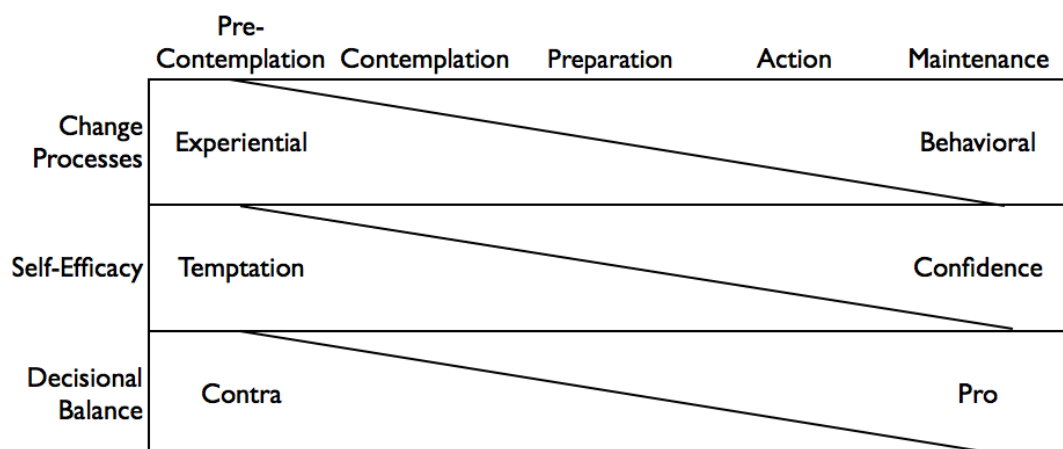 Pre-
Contemplation Contemplation Preparation Action Maintenance
Change
Processes
Experiential Behavioral
Self-Efficacy Temptation Confidence
Decisional
Balance
Contra Pro